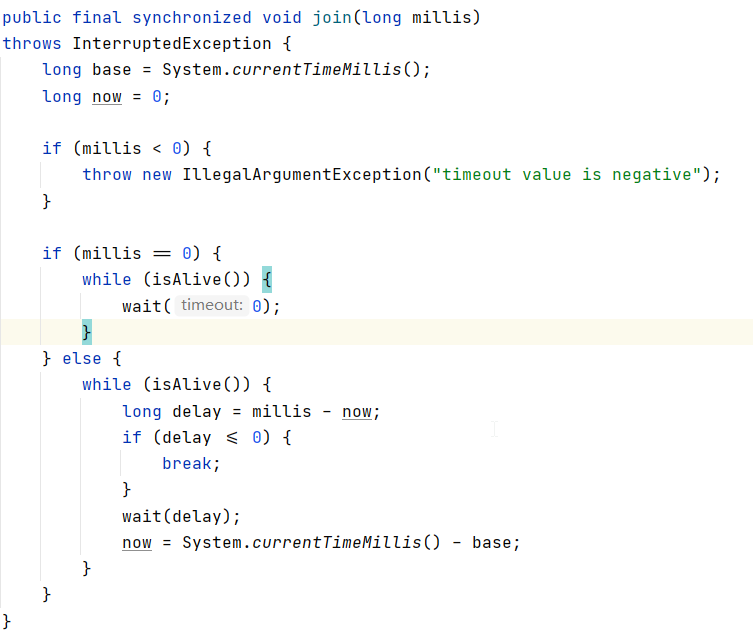 public final synchronized void join(long millis)
throws InterruptedException {
    long base = System.currentTimeMillis();
    long now = 0;

    if (millis < 0) {
        throw new IllegalArgumentException("timeout value is negative");
    }

    if (millis == 0) {
        while (isAlive()) {
            wait( timeout: 0);
        }
    } else {
        while (isAlive()) {
            long delay = millis - now;
            if (delay <= 0) {
                break;
            }
            wait(delay);
            now = System.currentTimeMillis() - base;
        }
    }
}